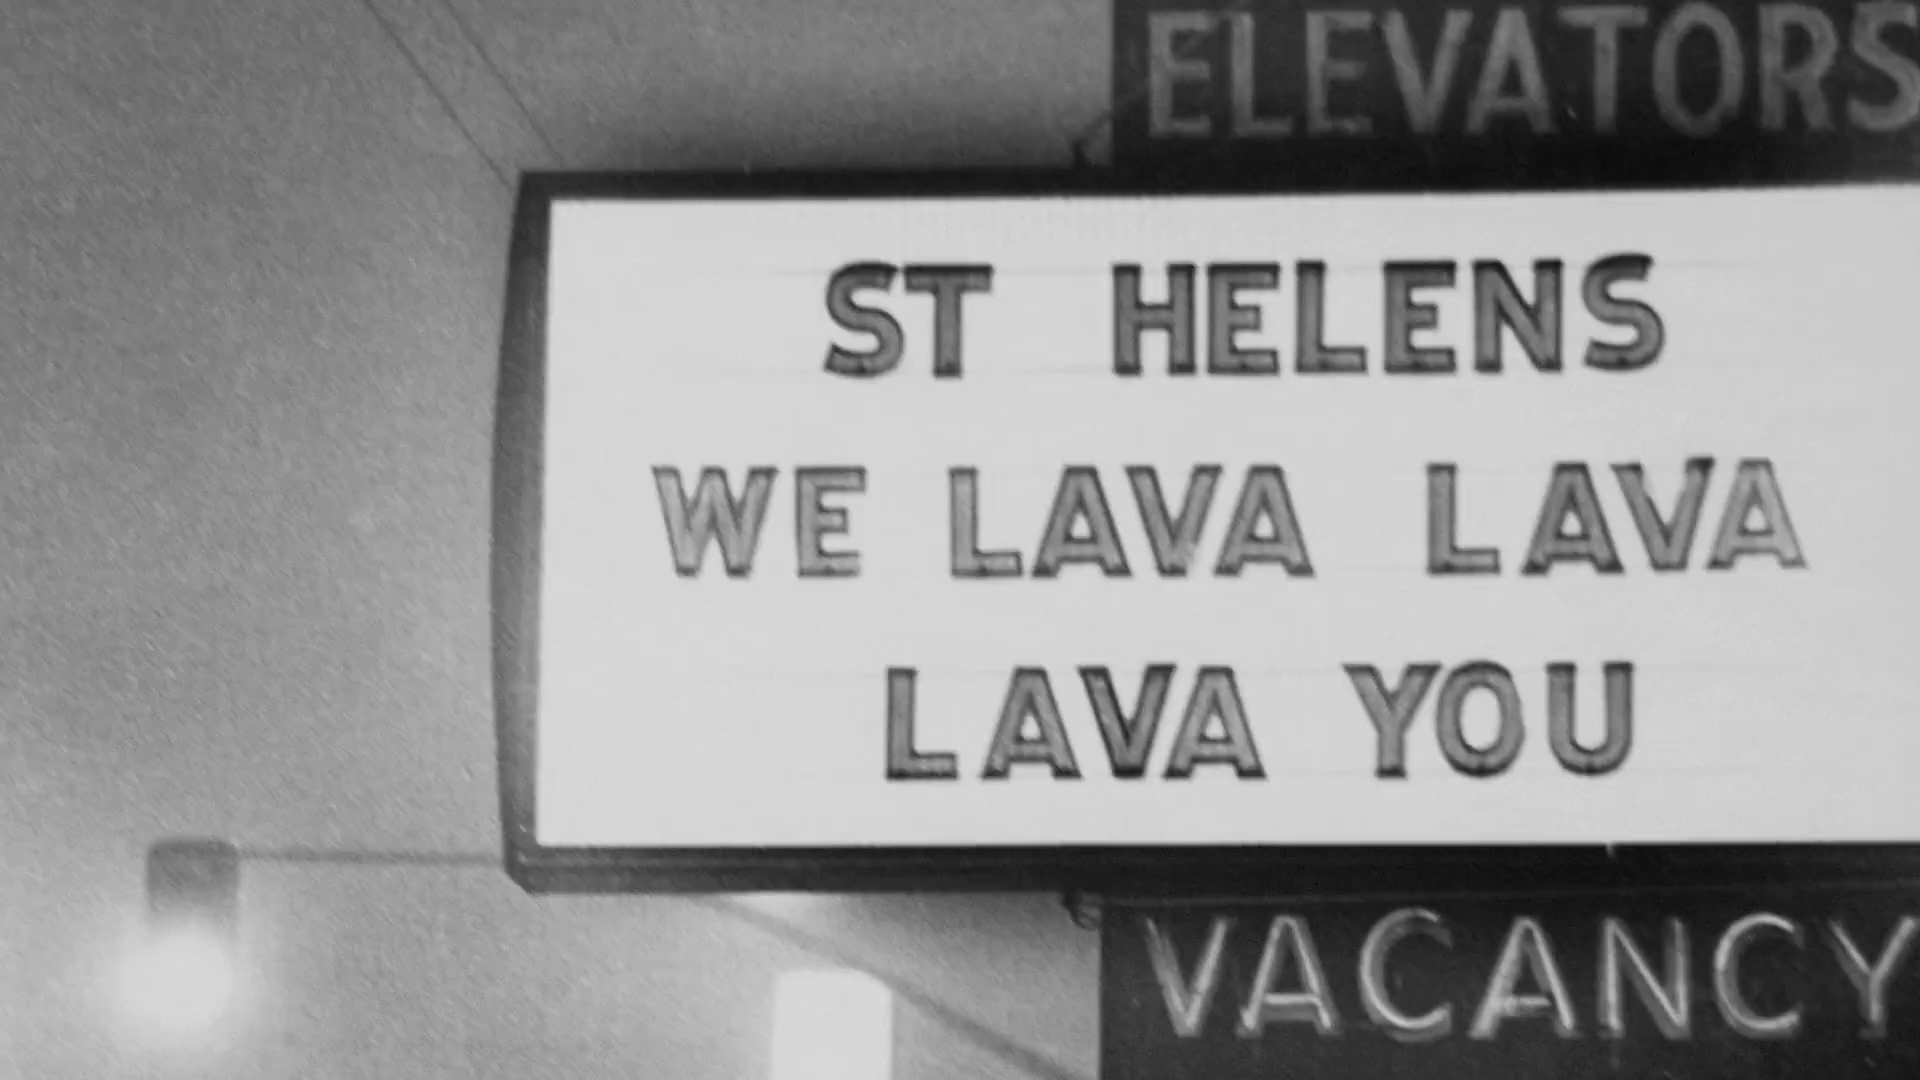 ELEVATORS
ST HELENS
WE LAVA LAVA
LAVA YOU
VACANCY